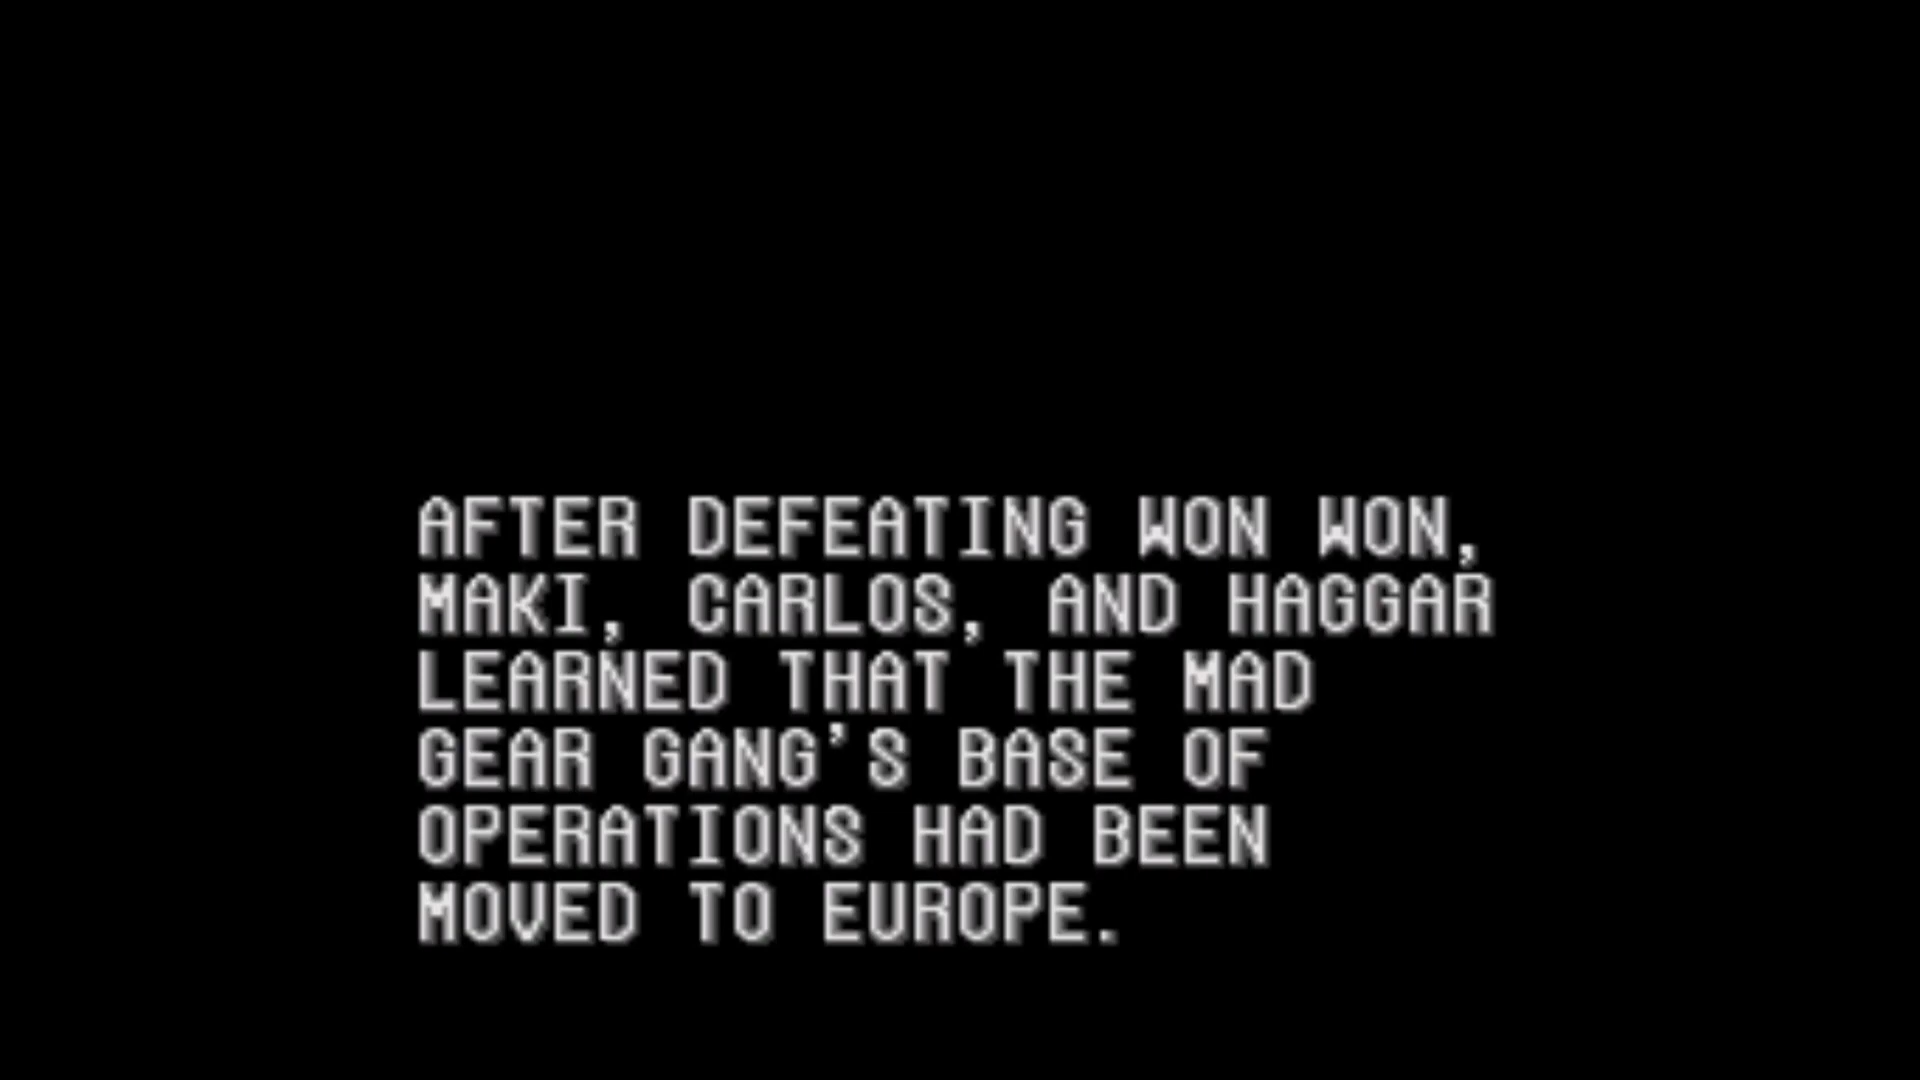 AFTER DEFEATING WON WON,
MAKI, CARLOS, AND HAGGAR
LEARNED THAT THE MAD
GEAR GANG'S BASE OF
OPERATIONS HAD BEEN
MOVED TO EUROPE.